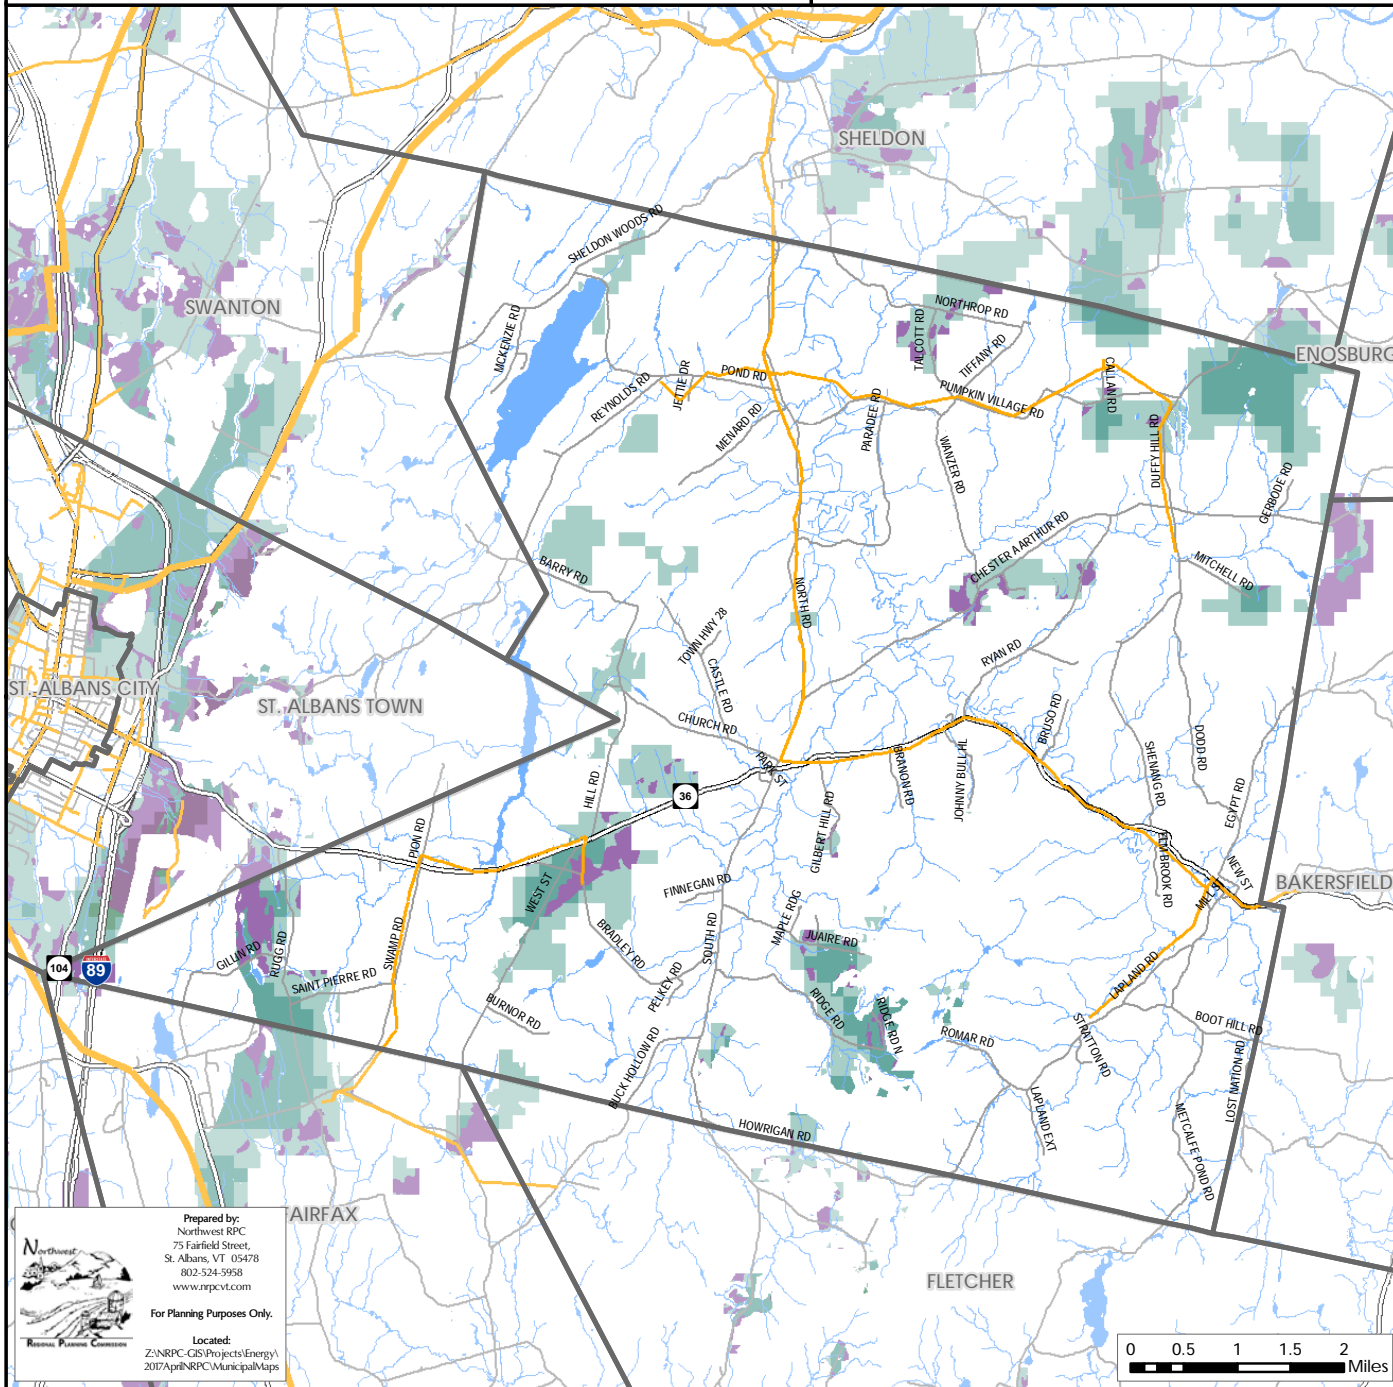 SHELDON
SHELDON WOODS RD
SWANTON
MCKENZIE RD
NORTHROP RD
TALCOTT RD
TIFFANY RD
ENOSBURG
REYNOLDS RD
JETTIE DR
POND RD
PUMPKIN VILLAGE RD
CALLAN RD
MENARD RD
PARADEE RD
WANZER RD
DUFFY HILL RD
GERBODE RD
CHESTER A ARTHUR RD
BARRY RD
MITCHELL RD
NORTH RD
TOWN HWY 28
CASTLE RD
RYAN RD
ST. ALBANS CITY
ST. ALBANS TOWN
CHURCH RD
BRUSO RD
DODD RD
PARK ST
BRANON RD
JOHNNY BULL HL
SHENANG RD
EGYPT RD
HILL RD
36
GILBERT HILL RD
PION RD
ELM BROOK RD
NEW ST
MILL ST
BAKERSFIELD
WEST ST
FINNEGAN RD
MAPLE RDG
SOUTH RD
JUAIRE RD
BRADLEY RD
SWAMP RD
GILLIN RD
RUGG RD
104
INTERSTATE
89
SAINT PIERRE RD
PELKEY RD
LAPLAND RD
BURNOR RD
RIDGE RD
RIDGE RD N
ROMAR RD
STRATTON RD
BOOT HILL RD
BUCK HOLLOW RD
LOST NATION RD
LAPLAND EXT
METCALFE POND RD
HOWRIGAN RD
FAIRFAX
FLETCHER
Northwest
REGIONAL PLANNING COMMISSION
Prepared by:
Northwest RPC
75 Fairfield Street,
St. Albans, VT 05478
802-524-5958
www.nrpcvt.com
For Planning Purposes Only.
Located:
Z:\NRPC-GIS\Projects\Energy\
2017AprilNRPC\MunicipalMaps
0 0.5 1 1.5 2
Miles